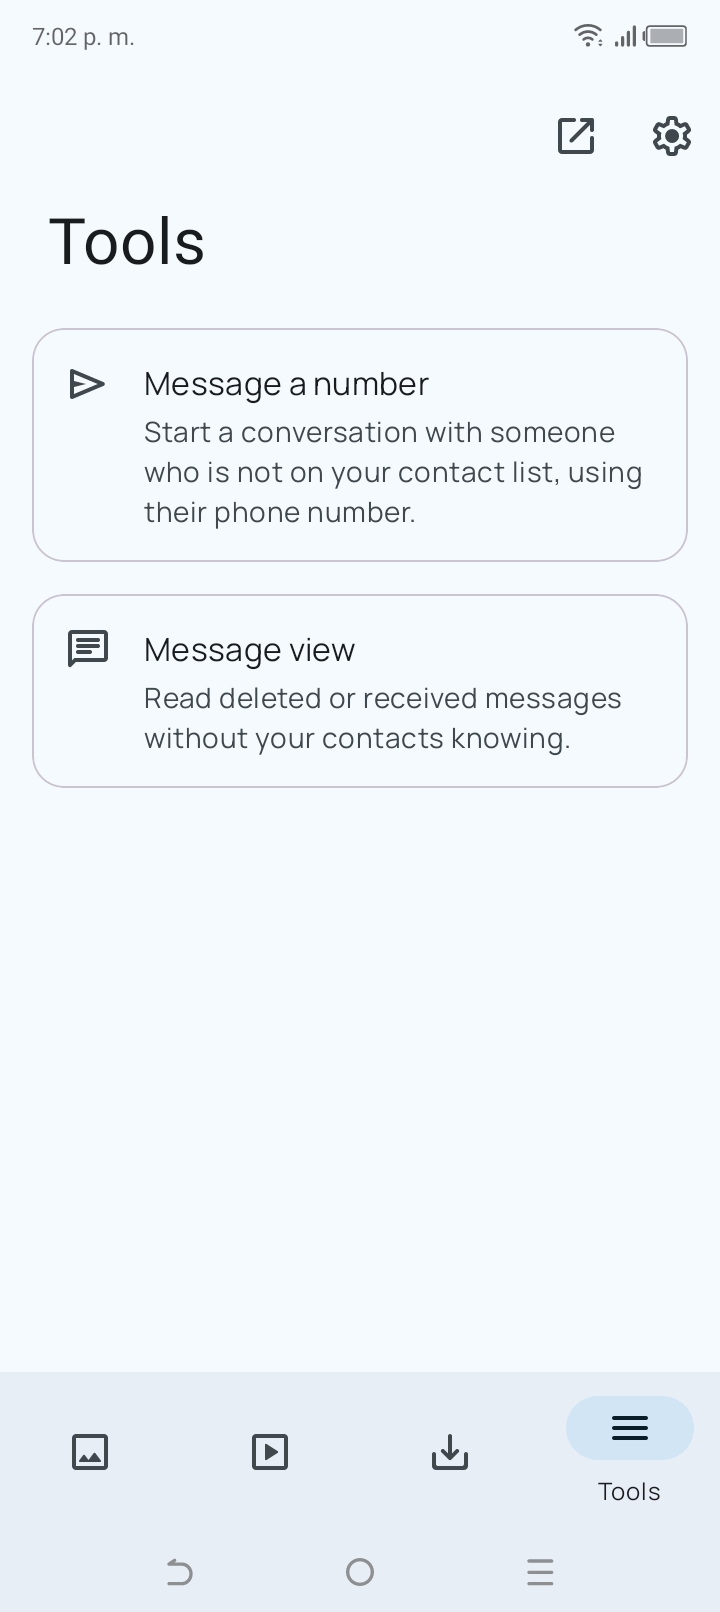 7:02 p. m.
Tools
Message a number
Start a conversation with someone
who is not on your contact list, using
their phone number.
Message view
Read deleted or received messages
without your contacts knowing.
Tools